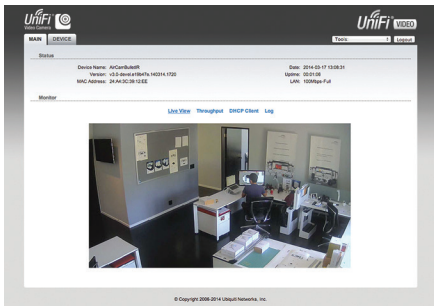 UniFi
Video Camera
UniFi VIDEO
MAIN DEVICE
Tools: Logout
Status
Device Name: AirCamBulletR
Version: v3.0-devel.e19b47e.140314.1720
MAC Address: 24:A4:3C:39:12:EE
Date: 2014-03-17 13:08:31
Uptime: 00:01:06
LAN: 100Mbps-Full
Monitor
Live View Throughput DHCP Client Log
© Copyright 2006-2014 Ubiquiti Networks, Inc.